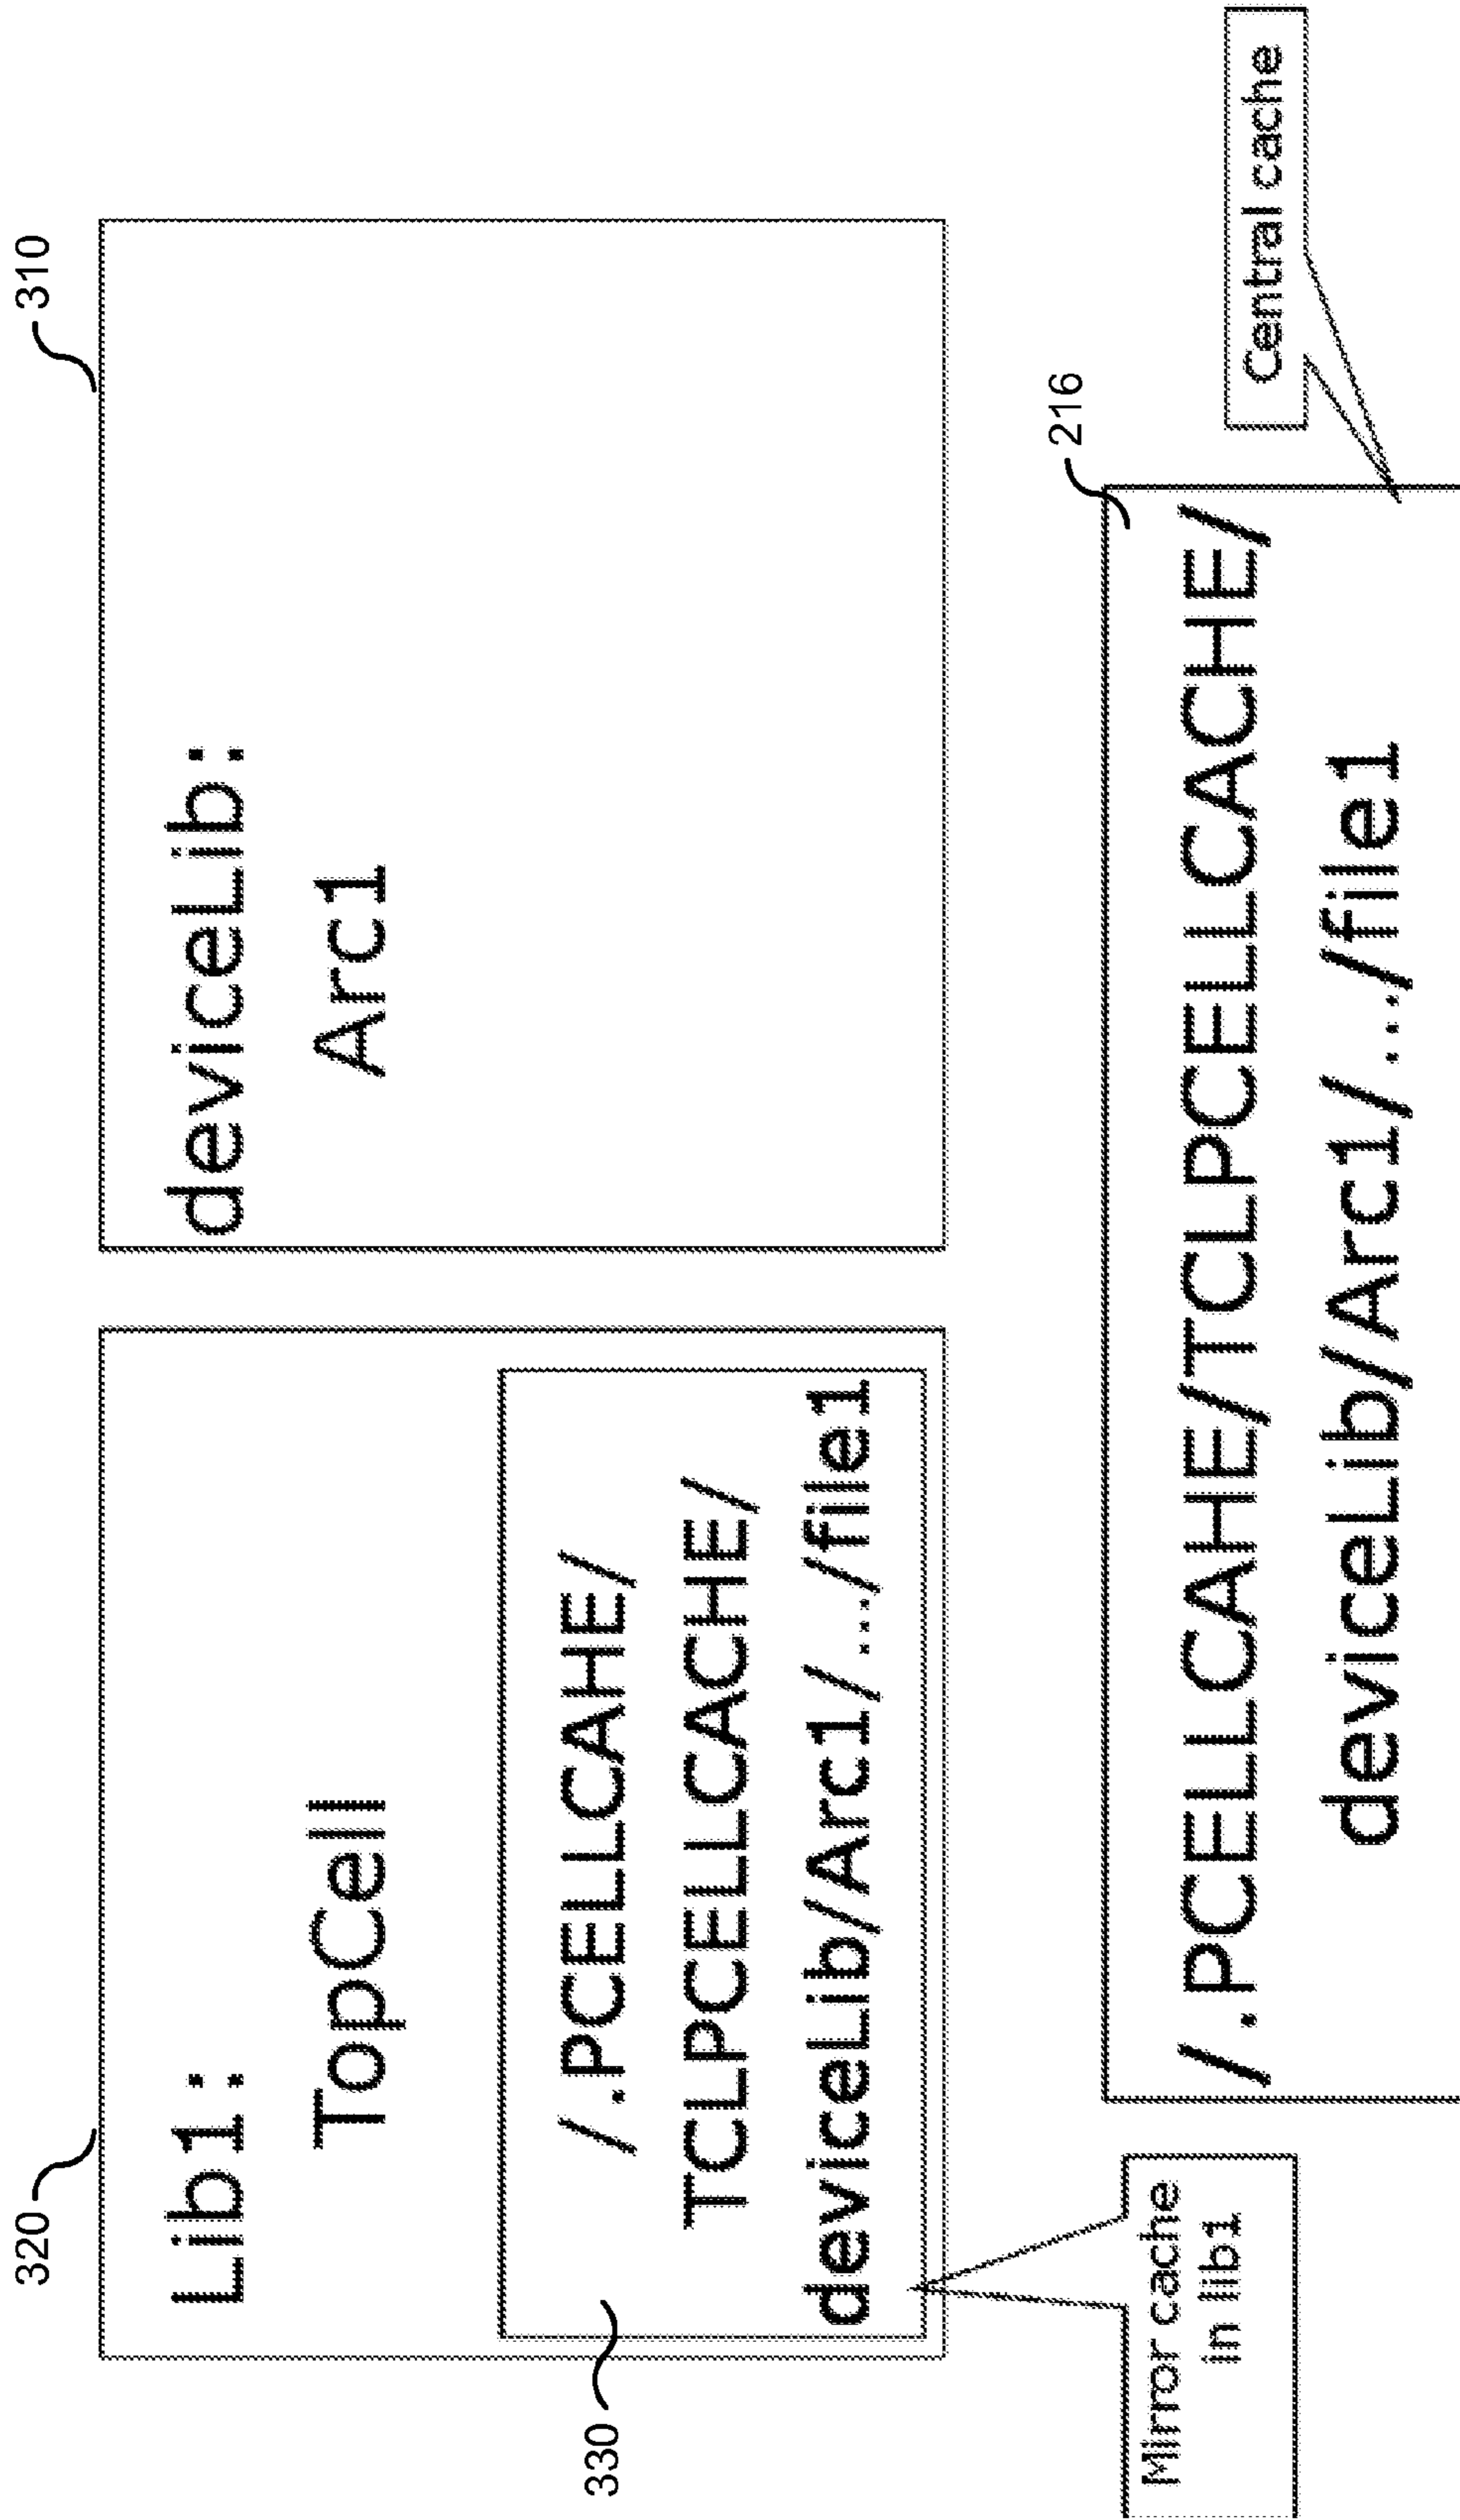 320
Lib1:
TopCell
330
/.PCELLCAHE/
TCLPCELLCACHE/
deviceLib/Arc1/.../file1
Mirror cache
in lib1
310
deviceLib:
Arc1
216
/.PCELLCAHE/TCLPCELLCACHE/
deviceLib/Arc1/.../file1
Central cache